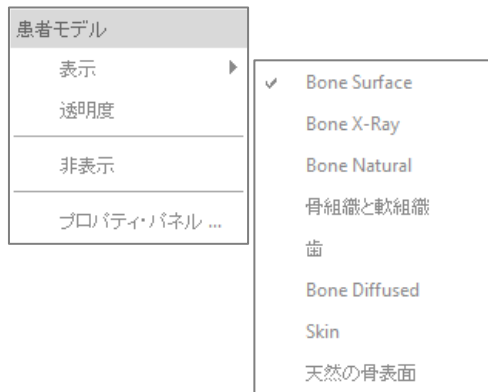 患者モデル
表示
透明度
非表示
プロパティ・パネル ...
Bone Surface
Bone X-Ray
Bone Natural
骨組織と軟組織
歯
Bone Diffused
Skin
天然の骨表面